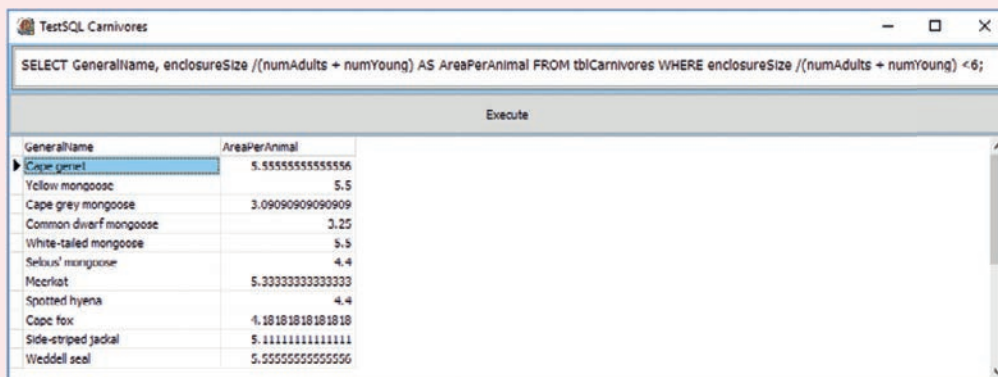 TestSQL Carnivores
SELECT GeneralName, enclosureSize /(numAdults + numYoung) AS AreaPerAnimal FROM tblCarnivores WHERE enclosureSize /(numAdults + numYoung) <6;
Execute
GeneralName AreaPerAnimal
Cape genet 5.55555555555556
Yellow mongoose 5.5
Cape grey mongoose 3.09090909090909
Common dwarf mongoose 3.25
White-tailed mongoose 5.5
Selous' mongoose 4.4
Meerkat 5.33333333333333
Spotted hyena 4.4
Cape fox 4.18181818181818
Side-striped jackal 5.11111111111111
Weddell seal 5.55555555555556